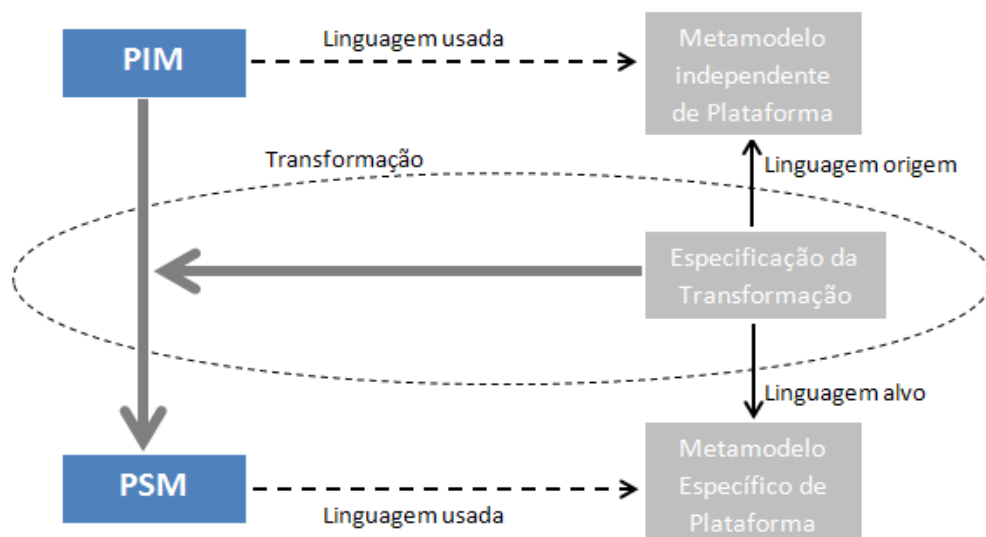 PIM
Linguagem usada
Metamodelo
independente
de Plataforma
Transformação
Linguagem origem
Especificação da
Transformação
Linguagem alvo
PSM
Linguagem usada
Metamodelo
Específico de
Plataforma